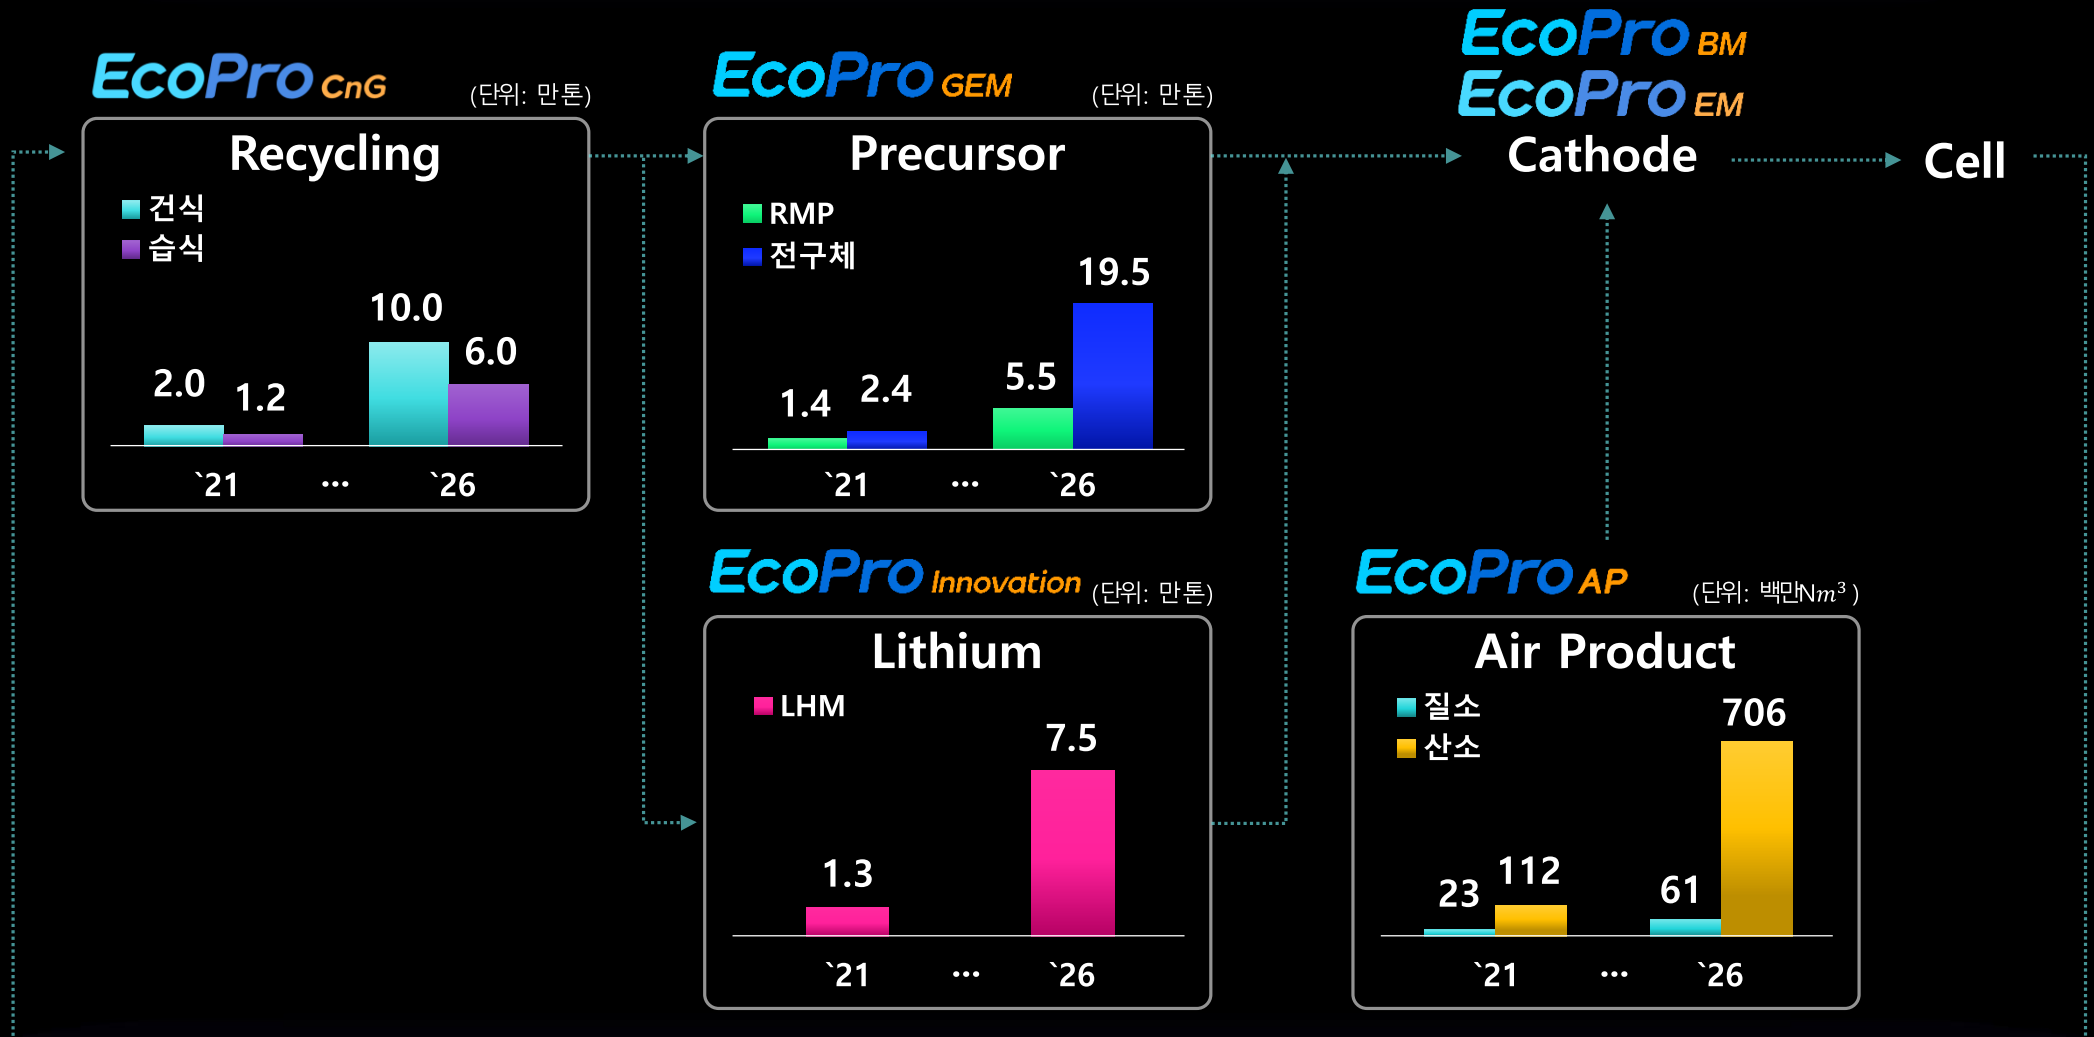 EcoPro CnG
(단위: 만톤)
Recycling
건식
습식
2.0
1.2
10.0
6.0
`21
...
`26
EcoPro GEM
(단위: 만톤)
Precursor
RMP
전구체
1.4
2.4
5.5
19.5
`21
...
`26
EcoPro BM
EcoPro EM
Cathode
Cell
EcoPro Innovation
(단위: 만톤)
Lithium
LHM
1.3
7.5
`21
...
`26
EcoPro AP
(단위: 백만Nm³)
Air Product
질소
산소
23
112
61
706
`21
...
`26